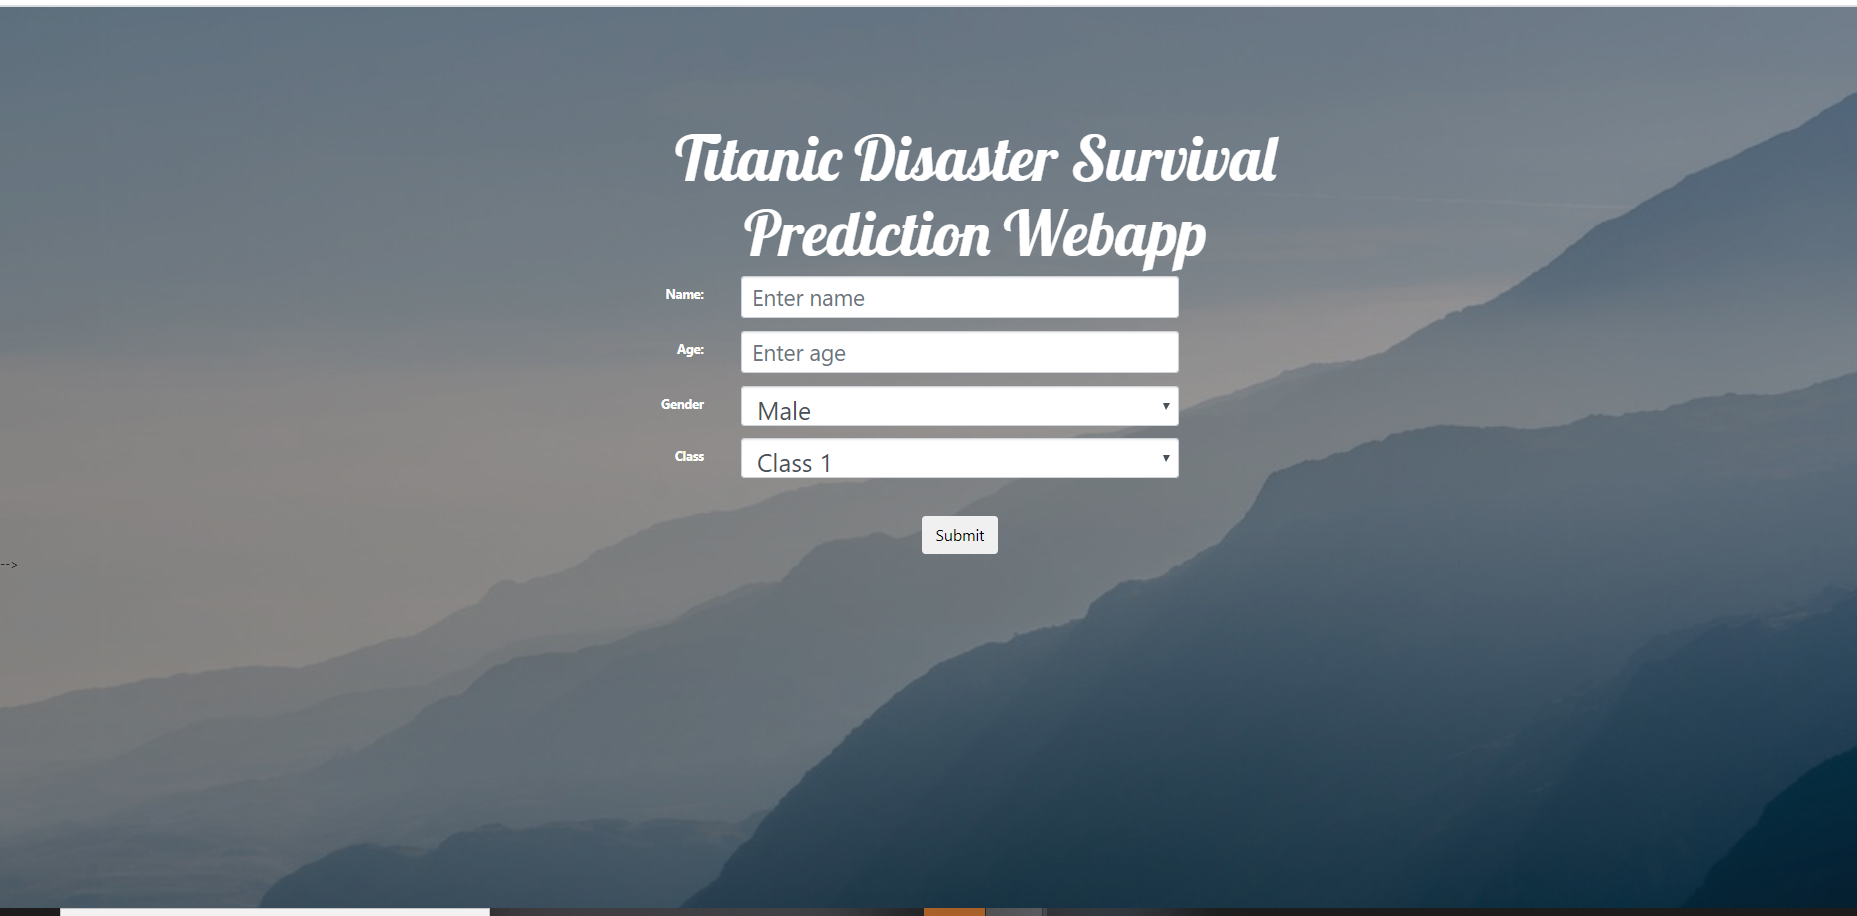 Titanic Disaster Survival
Prediction Webapp
Name:
Enter name
Age:
Enter age
Gender
Male
Class
Class 1
Submit
-->